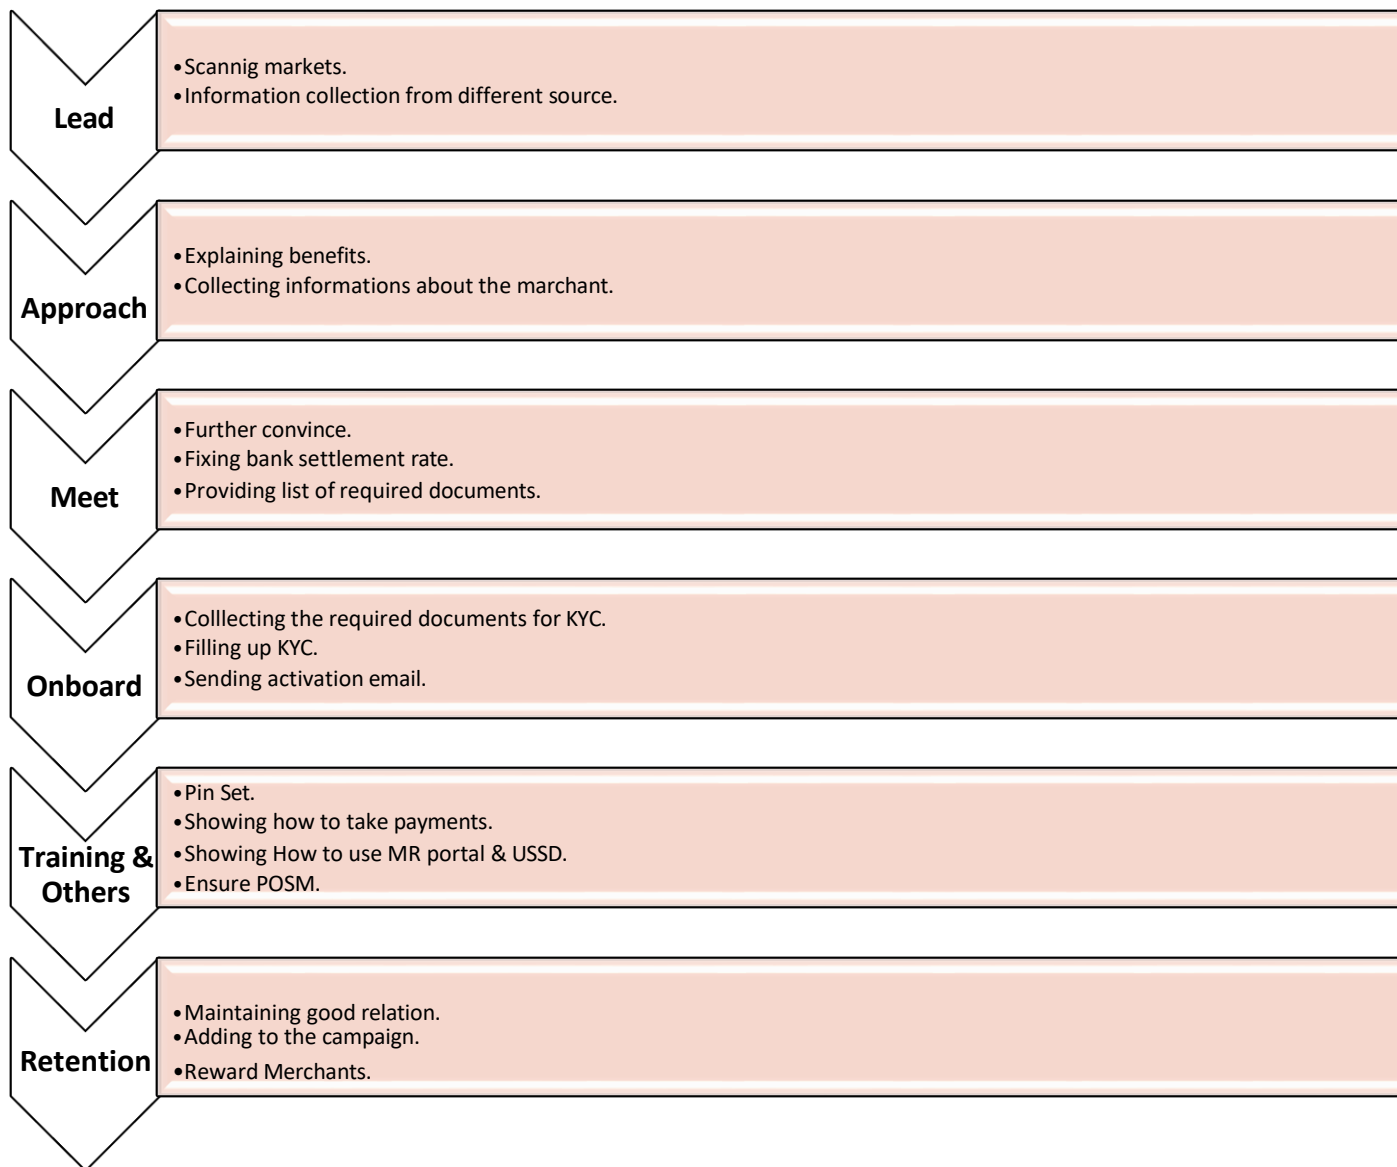 Lead
•Scannig markets.
•Information collection from different source.
Approach
•Explaining benefits.
•Collecting informations about the marchant.
Meet
•Further convince.
•Fixing bank settlement rate.
•Providing list of required documents.
Onboard
•Colllecting the required documents for KYC.
•Filling up KYC.
•Sending activation email.
Training &
Others
•Pin Set.
•Showing how to take payments.
•Showing How to use MR portal & USSD.
•Ensure POSM.
Retention
•Maintaining good relation.
•Adding to the campaign.
•Reward Merchants.